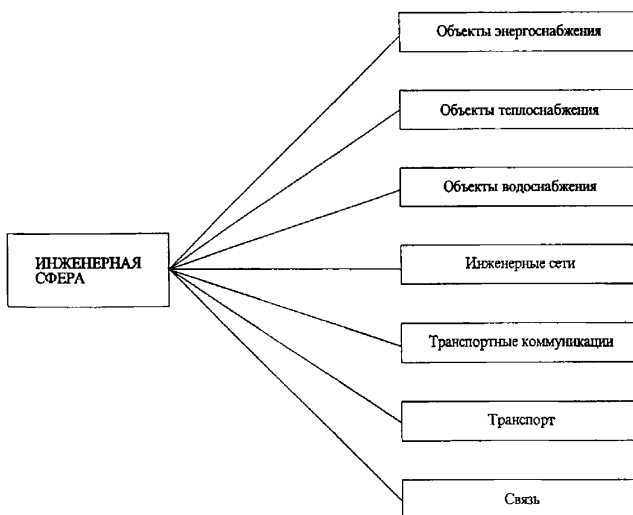 Объекты энергоснабжения
Объекты теплоснабжения
Объекты водоснабжения
ИНЖЕНЕРНАЯ
СФЕРА
Инженерные сети
Транспортные коммуникации
Транспорт
Связь